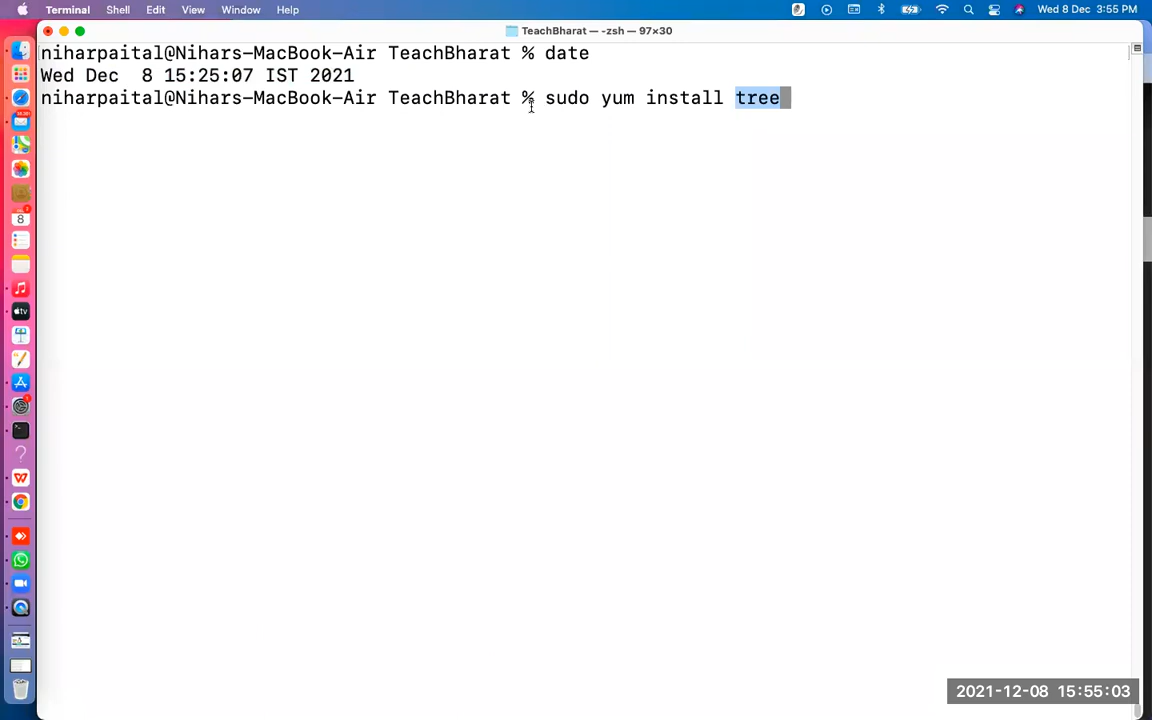 Terminal Shell Edit View Window Help Wed 8 Dec 3:55 PM
TeachBharat — -zsh — 97×30
niharpaital@Nihars-MacBook-Air TeachBharat % date
Wed Dec  8 15:25:07 IST 2021
niharpaital@Nihars-MacBook-Air TeachBharat % sudo yum install tree
8
tv
2021-12-08 15:55:03